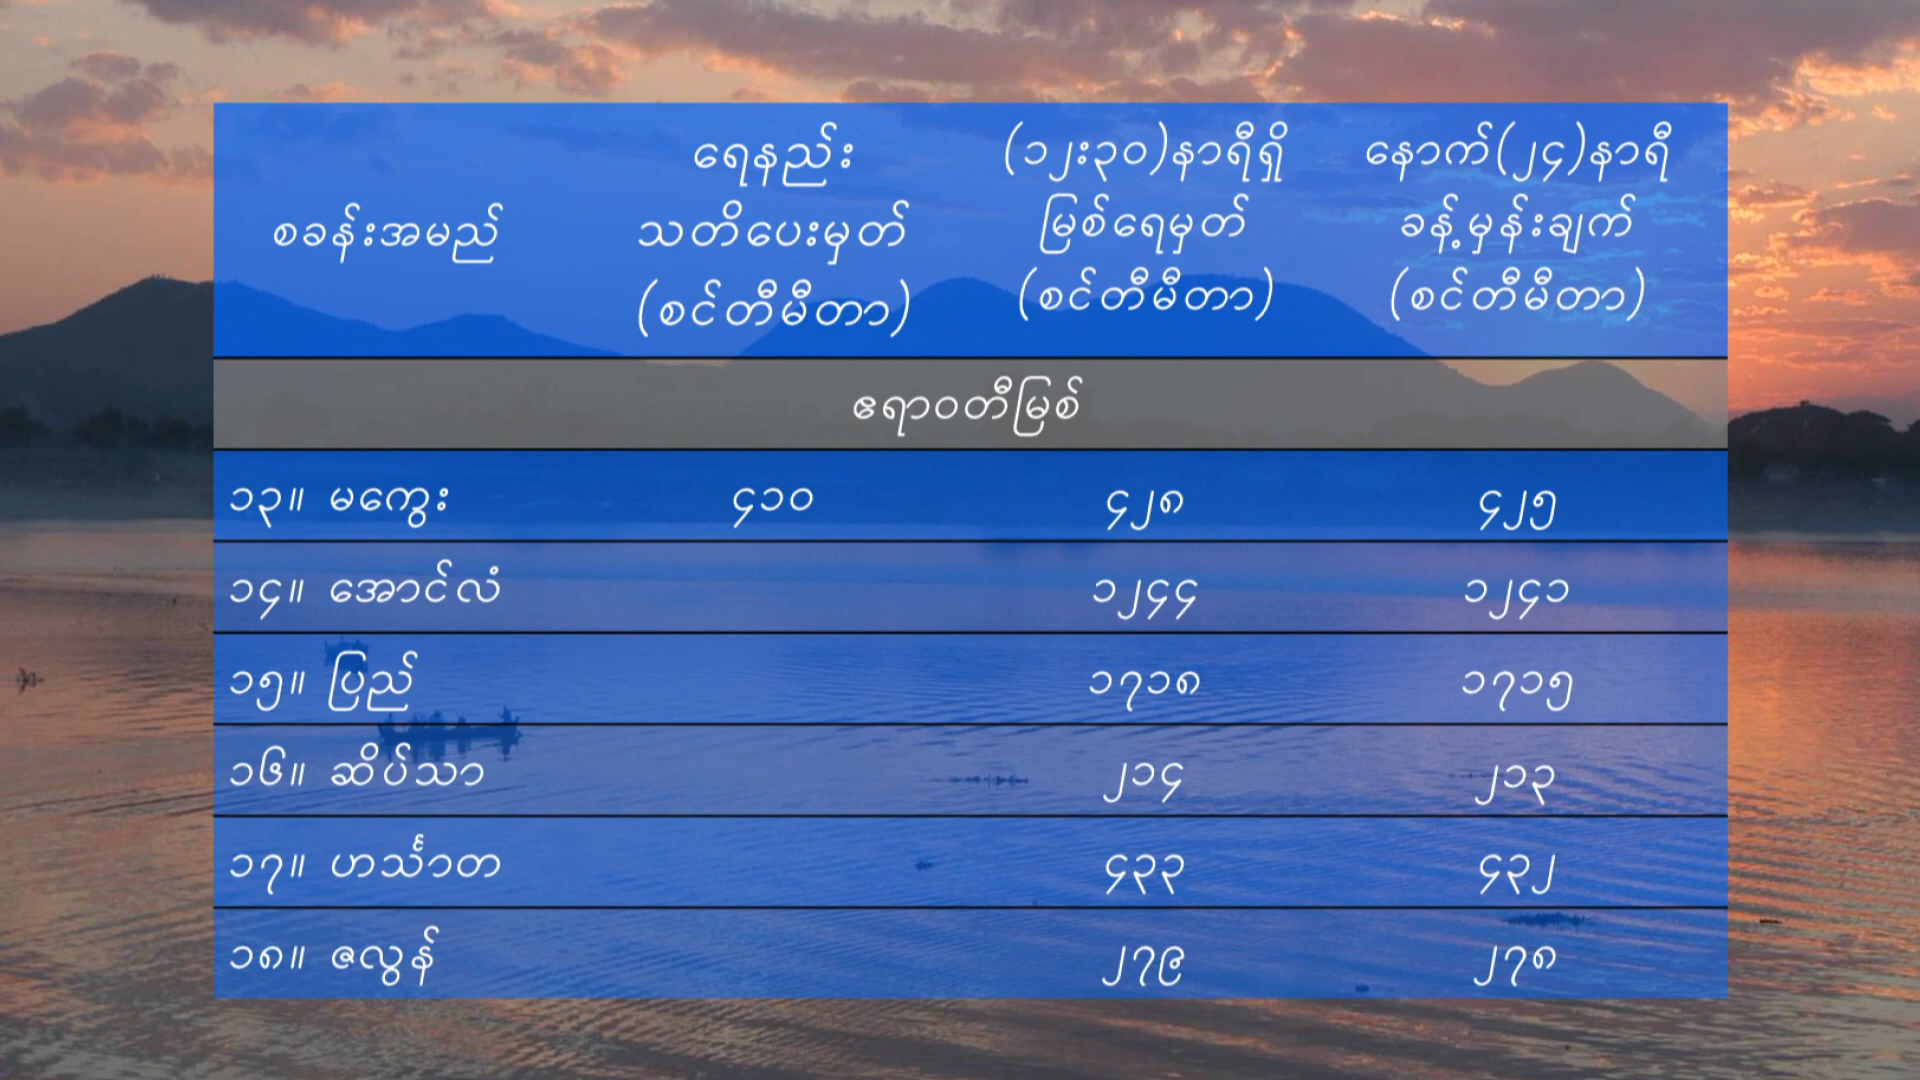 စခန်းအမည်
ရေနည်း
သတိပေးမှတ်
(စင်တီမီတာ)
(၁၂း၃၀)နာရီရှိ
မြစ်ရေမှတ်
(စင်တီမီတာ)
နောက်(၂၄)နာရီ
ခန့်မှန်းချက်
(စင်တီမီတာ)
ဧရာဝတီမြစ်
၁၃။ မကွေး ၄၁၀ ၄၂၈ ၄၂၅
၁၄။ အောင်လံ ၁၂၄၄ ၁၂၄၁
၁၅။ ပြည် ၁၇၁၈ ၁၇၁၅
၁၆။ ဆိပ်သာ ၂၁၄ ၂၁၃
၁၇။ ဟင်္သာတ ၄၃၃ ၄၃၂
၁၈။ ဇလွန် ၂၇၉ ၂၇၈